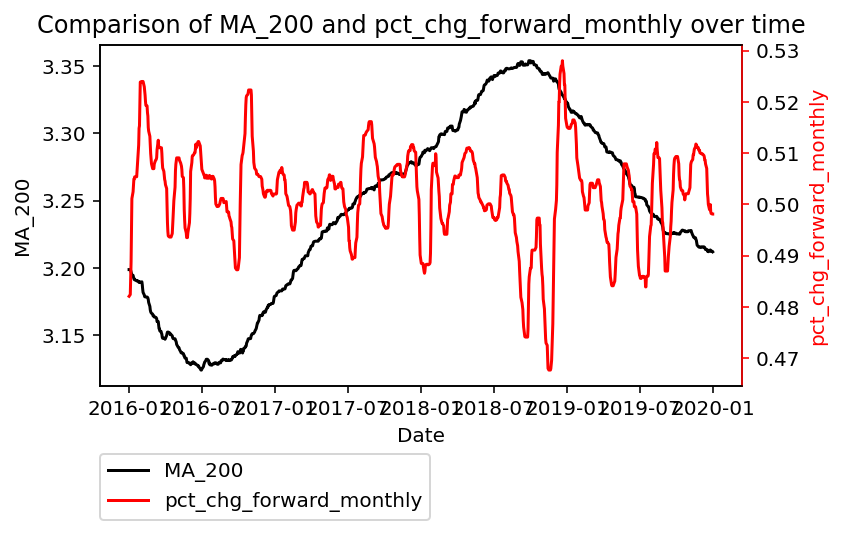 Comparison of MA_200 and pct_chg_forward_monthly over time
3.35
3.30
3.25
3.20
3.15
MA_200
0.53
0.52
0.51
0.50
0.49
0.48
0.47
pct_chg_forward_monthly
2016-01 2016-07 2017-01 2017-07 2018-01 2018-07 2019-01 2019-07 2020-01
Date
MA_200
pct_chg_forward_monthly